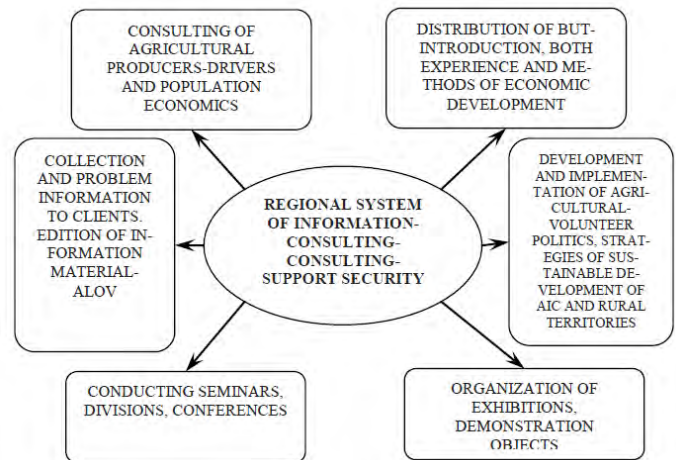 CONSULTING OF
AGRICULTURAL
PRODUCERS-DRIVERS
AND POPULATION
ECONOMICS
DISTRIBUTION OF BUT-
INTRODUCTION, BOTH
EXPERIENCE AND ME-
THODS OF ECONOMIC
DEVELOPMENT
COLLECTION
AND PROBLEM
INFORMATION
TO CLIENTS.
EDITION OF IN-
FORMATION
MATERIAL-
ALOV
REGIONAL SYSTEM
OF INFORMATION-
CONSULTING-
CONSULTING-
SUPPORT SECURITY
DEVELOPMENT
AND IMPLEMEN-
TATION OF AGRI-
CULTURAL-
VOLUNTEER
POLITICS, STRAT-
EGIES OF SUS-
TAINABLE DE-
VELOPMENT OF
AIC AND RURAL
TERRITORIES
CONDUCTING SEMINARS,
DIVISIONS, CONFERENCES
ORGANIZATION OF
EXHIBITIONS,
DEMONSTRATION
OBJECTS